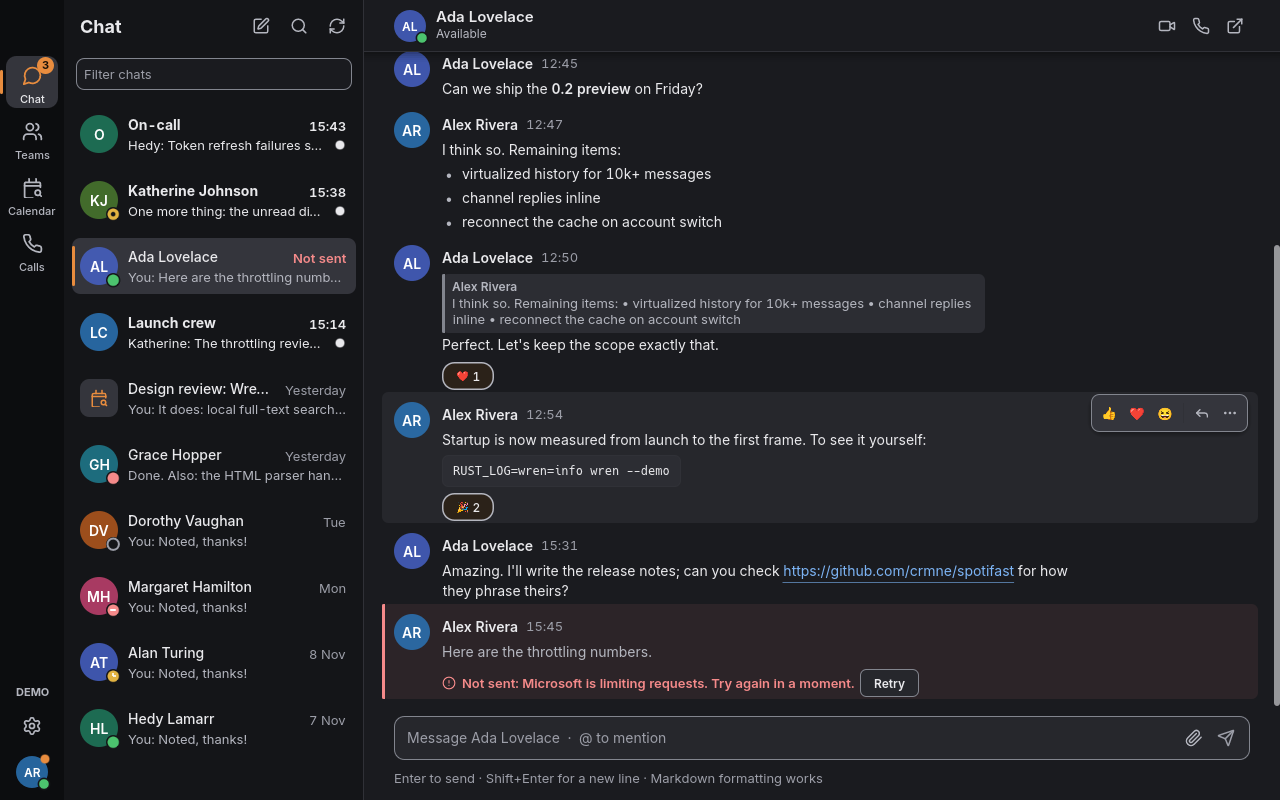 3
Chat
Teams
Calendar
Calls
DEMO
AR
Chat
Filter chats
O
On-call
15:43
Hedy: Token refresh failures s...
KJ
Katherine Johnson
15:38
One more thing: the unread di...
AL
Ada Lovelace
Not sent
You: Here are the throttling numb...
LC
Launch crew
15:14
Katherine: The throttling revie...
Design review: Wre...
Yesterday
You: It does: local full-text search...
GH
Grace Hopper
Yesterday
Done. Also: the HTML parser han...
DV
Dorothy Vaughan
Tue
You: Noted, thanks!
MH
Margaret Hamilton
Mon
You: Noted, thanks!
AT
Alan Turing
8 Nov
You: Noted, thanks!
HL
Hedy Lamarr
7 Nov
You: Noted, thanks!
AL
Ada Lovelace
Available
AL
Ada Lovelace 12:45
Can we ship the 0.2 preview on Friday?
AR
Alex Rivera 12:47
I think so. Remaining items:
• virtualized history for 10k+ messages
• channel replies inline
• reconnect the cache on account switch
AL
Ada Lovelace 12:50
Alex Rivera
I think so. Remaining items: • virtualized history for 10k+ messages • channel replies
inline • reconnect the cache on account switch
Perfect. Let's keep the scope exactly that.
❤️ 1
AR
Alex Rivera 12:54
👍 ❤️ 😆
Startup is now measured from launch to the first frame. To see it yourself:
RUST_LOG=wren=info wren --demo
🎉 2
AL
Ada Lovelace 15:31
Amazing. I'll write the release notes; can you check https://github.com/crmne/spotifast for how
they phrase theirs?
AR
Alex Rivera 15:45
Here are the throttling numbers.
Not sent: Microsoft is limiting requests. Try again in a moment. Retry
Message Ada Lovelace · @ to mention
Enter to send · Shift+Enter for a new line · Markdown formatting works